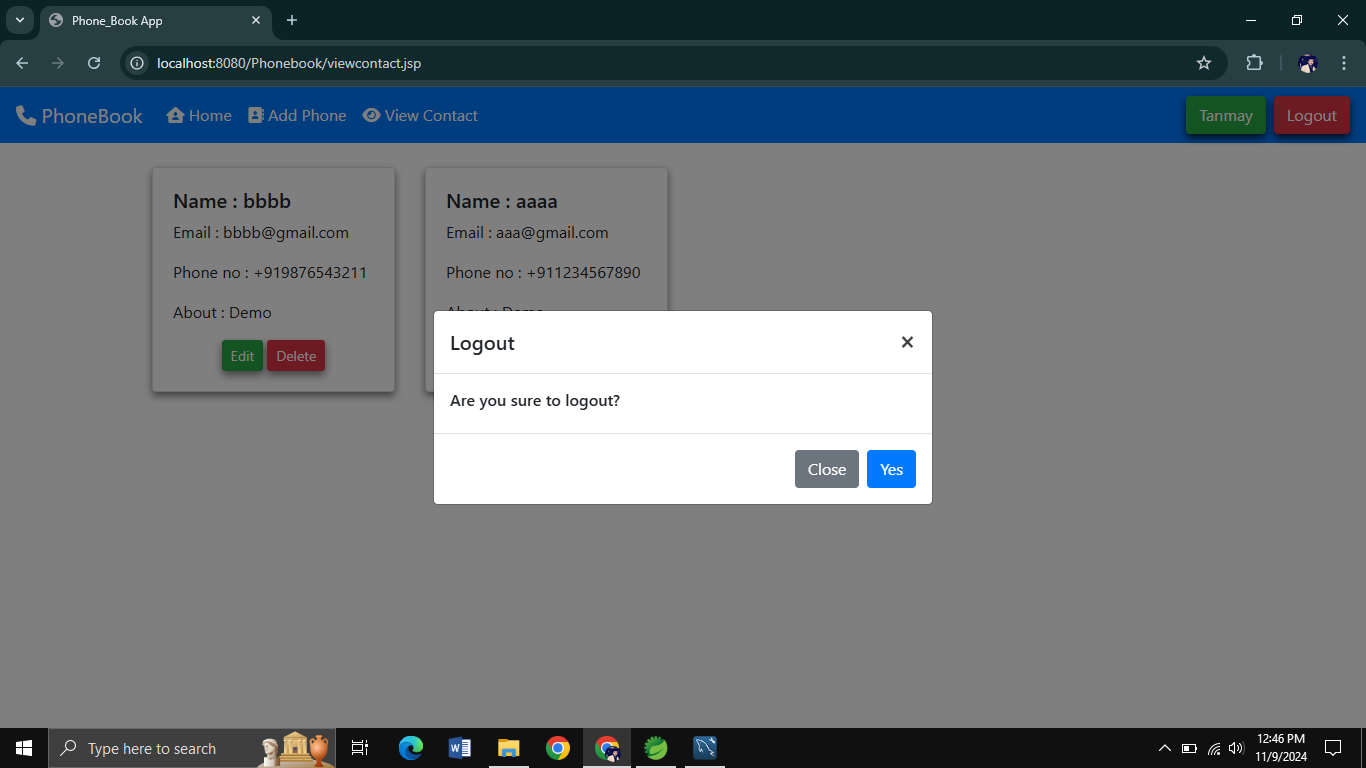 Phone_Book App
localhost:8080/Phonebook/viewcontact.jsp
PhoneBook Home Add Phone View Contact Tanmay Logout
Name : bbbb
Email : bbbb@gmail.com
Phone no : +919876543211
About : Demo
Edit Delete
Name : aaaa
Email : aaa@gmail.com
Phone no : +911234567890
About : Demo
Logout
Are you sure to logout?
Close Yes
Type here to search
12:46 PM
11/9/2024